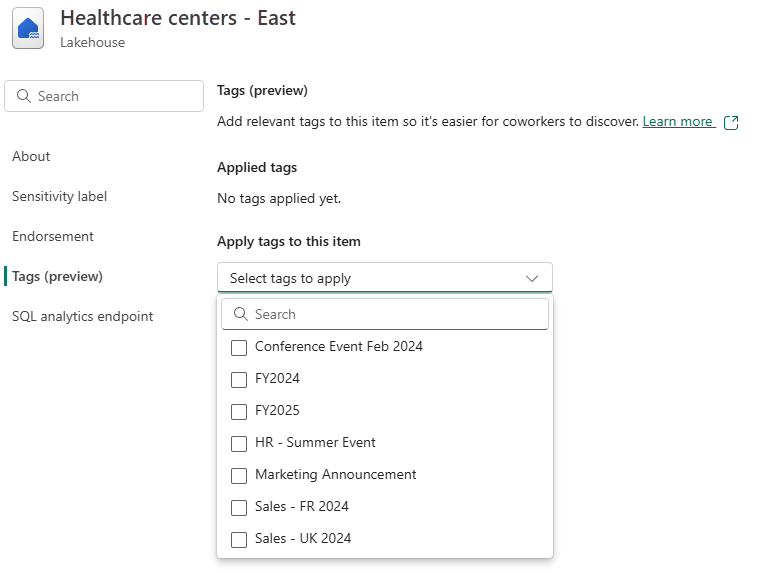 Healthcare centers - East
Lakehouse
Search
About
Sensitivity label
Endorsement
Tags (preview)
SQL analytics endpoint
Tags (preview)
Add relevant tags to this item so it's easier for coworkers to discover. Learn more
Applied tags
No tags applied yet.
Apply tags to this item
Select tags to apply
Search
Conference Event Feb 2024
FY2024
FY2025
HR - Summer Event
Marketing Announcement
Sales - FR 2024
Sales - UK 2024